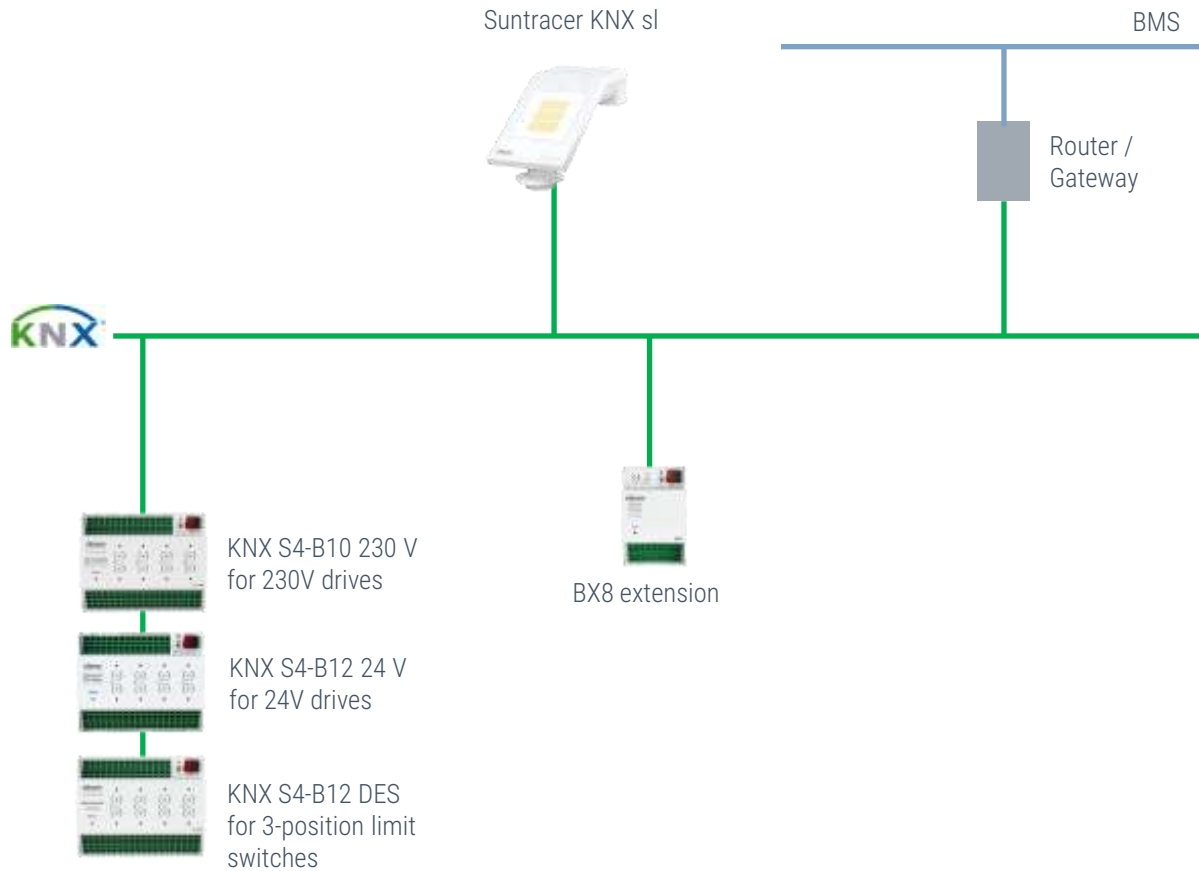 Suntracer KNX sl
BMS
Router /
Gateway
KNX
KNX S4-B10 230 V
for 230V drives
BX8 extension
KNX S4-B12 24 V
for 24V drives
KNX S4-B12 DES
for 3-position limit
switches